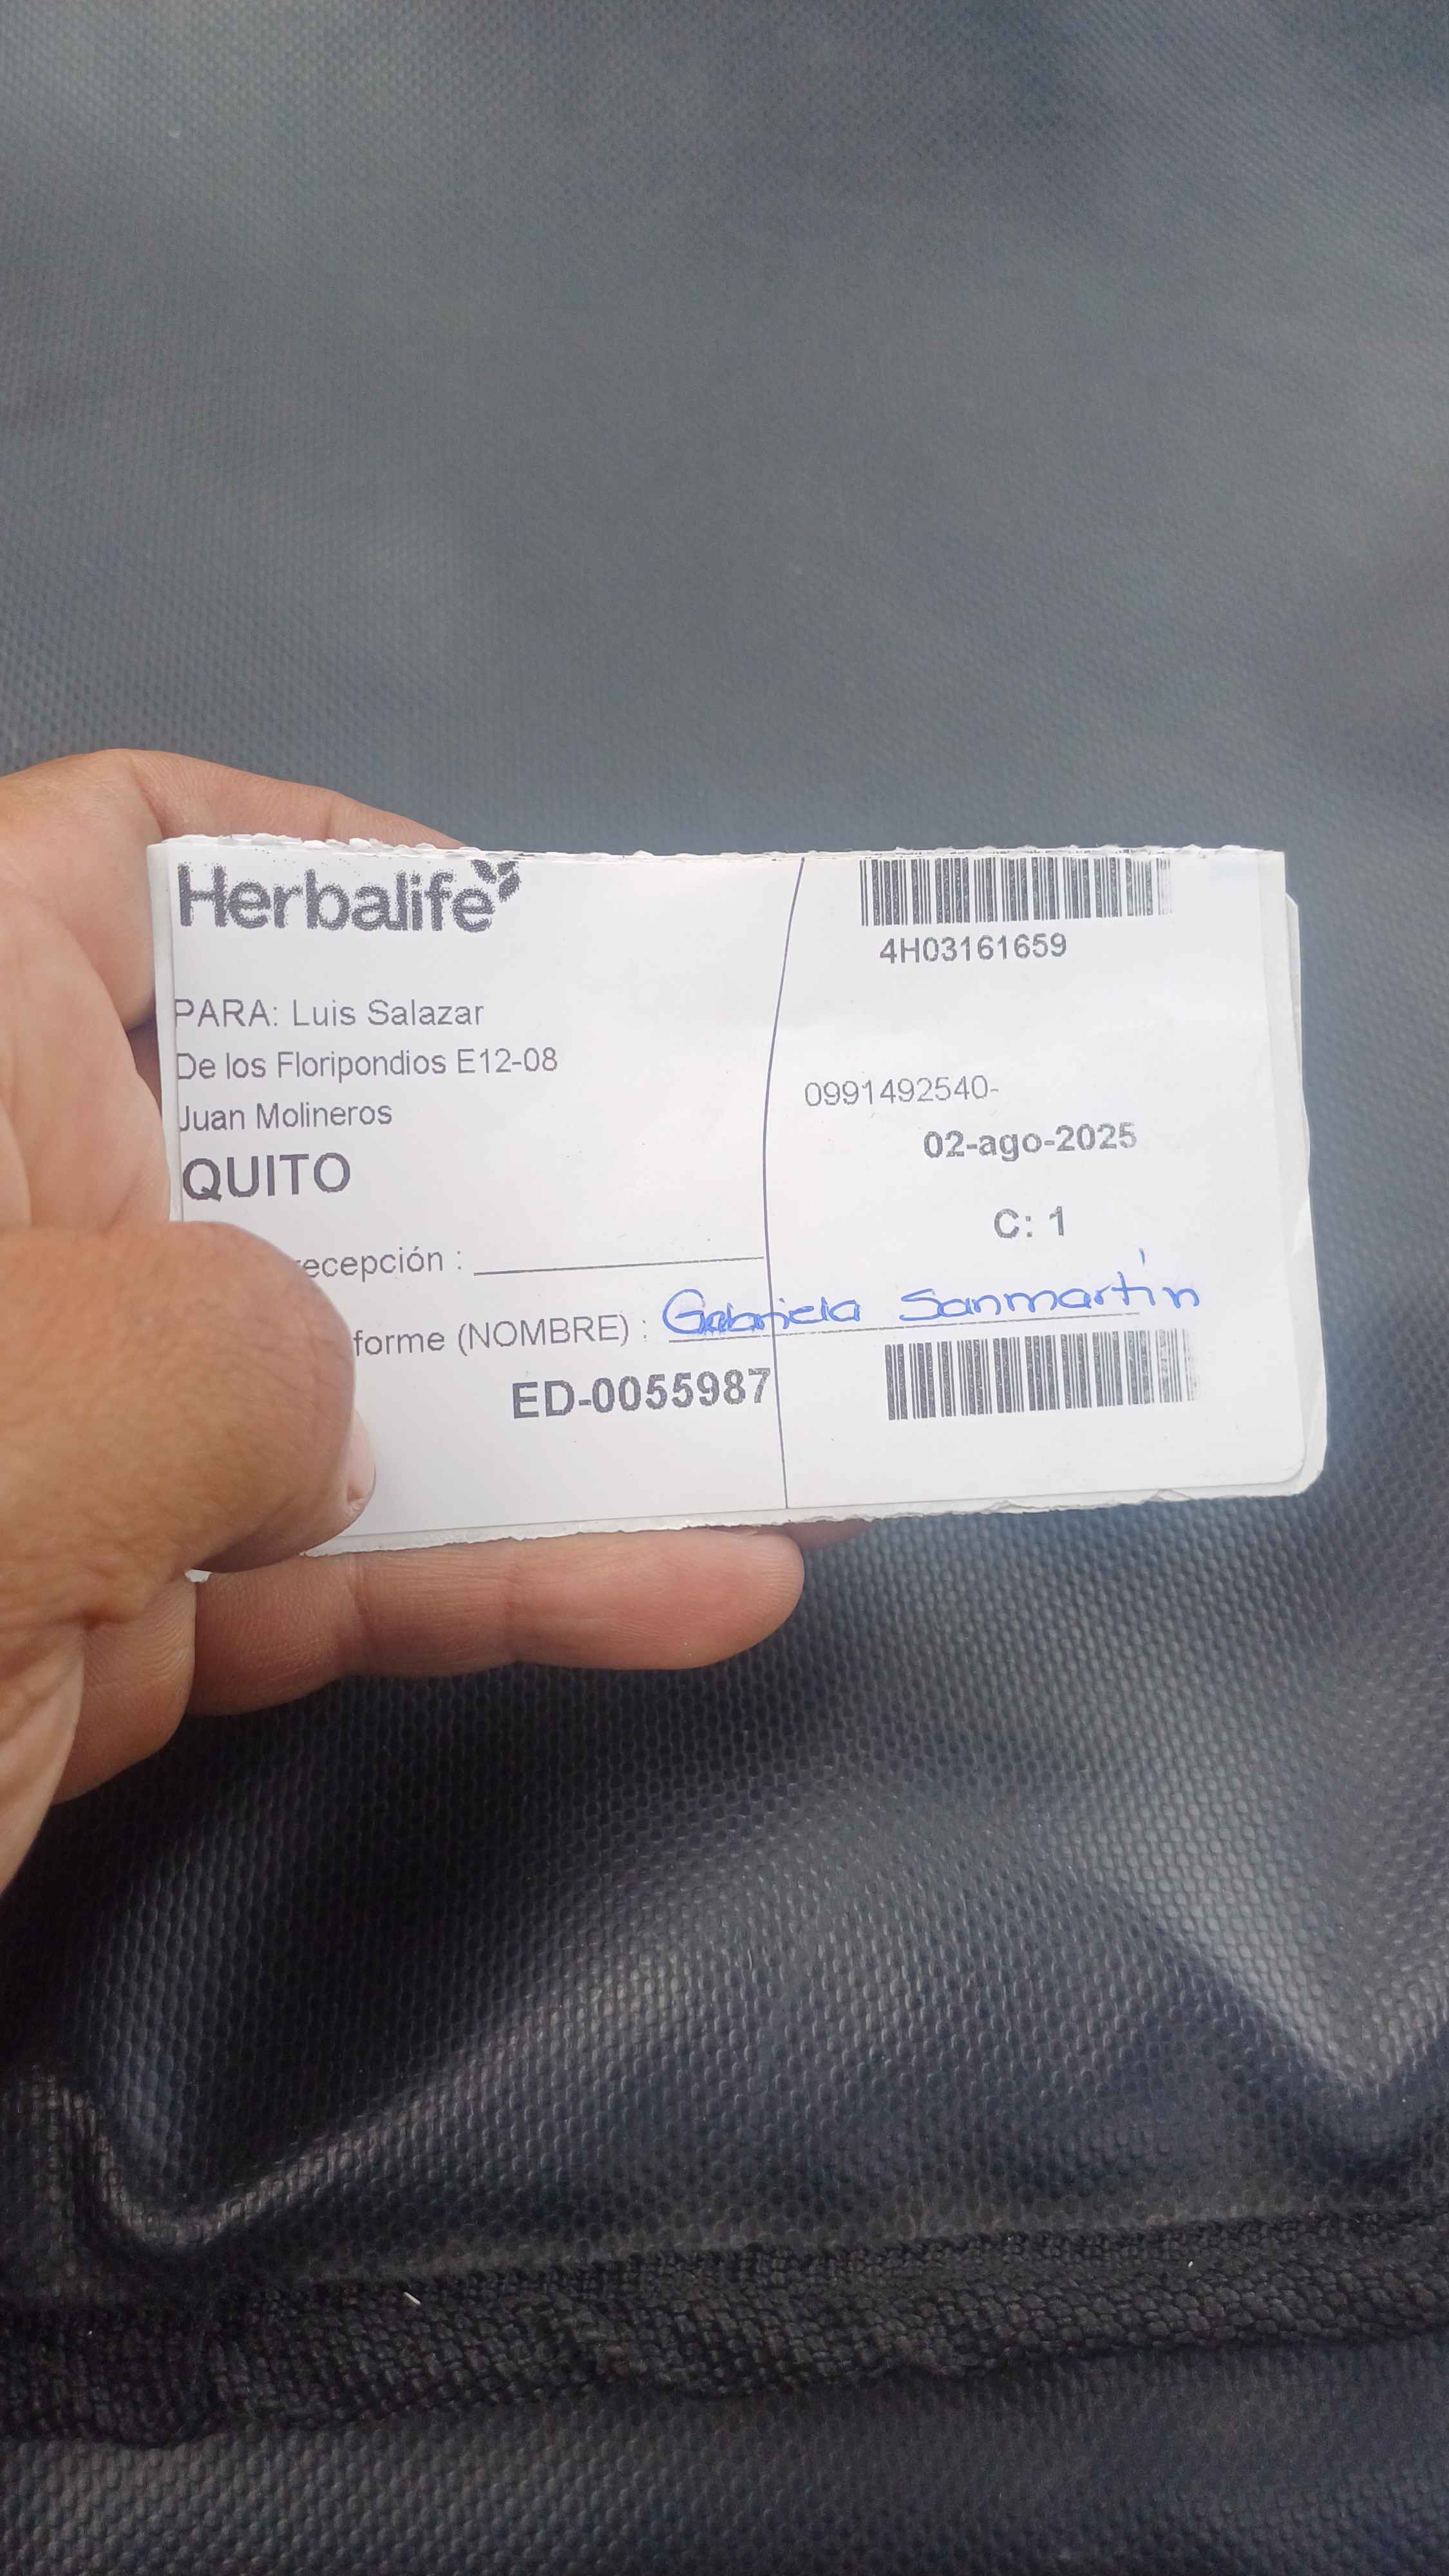 Herbalife
4H03161659
PARA: Luis Salazar
De los Floripondios E12-08
Juan Molineros
QUITO
0991492540-
02-ago-2025
C: 1
ecepción :
forme (NOMBRE) : Gabriela Sanmartín
ED-0055987